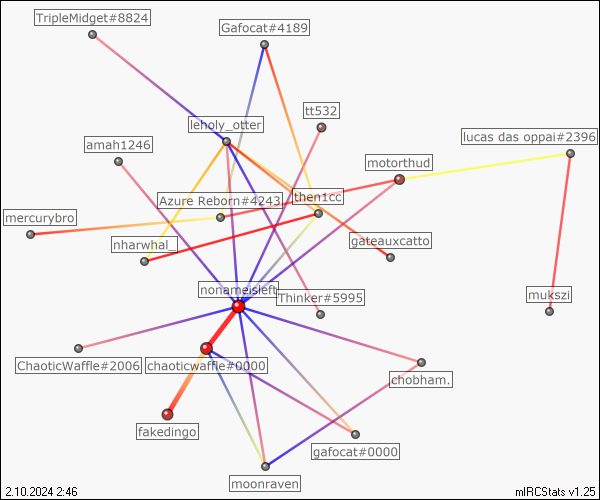 TripleMidget#8824
Gafocat#4189
tt532
leholy_otter
lucas das oppai#2396
amah1246
motorthud
Azure Reborn#4243
then1cc
mercurybro
nharwhal_
gateauxcatto
nonameisleft
Thinker#5995
mukszi
ChaoticWaffle#2006
chaoticwaffle#0000
chobham.
fakedingo
gafocat#0000
moonraven
2.10.2024 2:46
mIRCStats v1.25